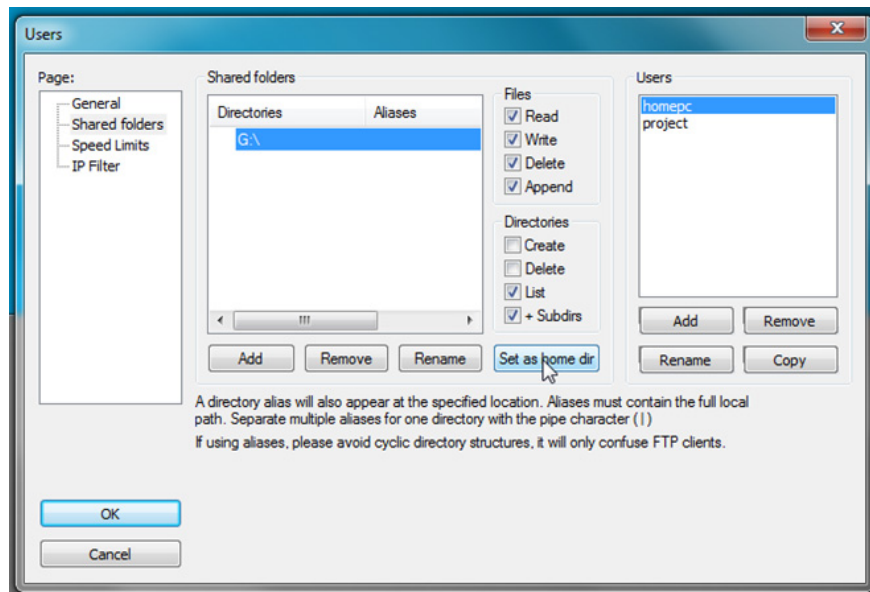 Users
Page:
General
Shared folders
Speed Limits
IP Filter
OK
Cancel
Shared folders
Directories Aliases
G:\
Add Remove Rename
Files
Read
Write
Delete
Append
Directories
Create
Delete
List
+ Subdirs
Set as home dir
A directory alias will also appear at the specified location. Aliases must contain the full local
path. Separate multiple aliases for one directory with the pipe character (|)
If using aliases, please avoid cyclic directory structures, it will only confuse FTP clients.
Users
homepc
project
Add Remove
Rename Copy